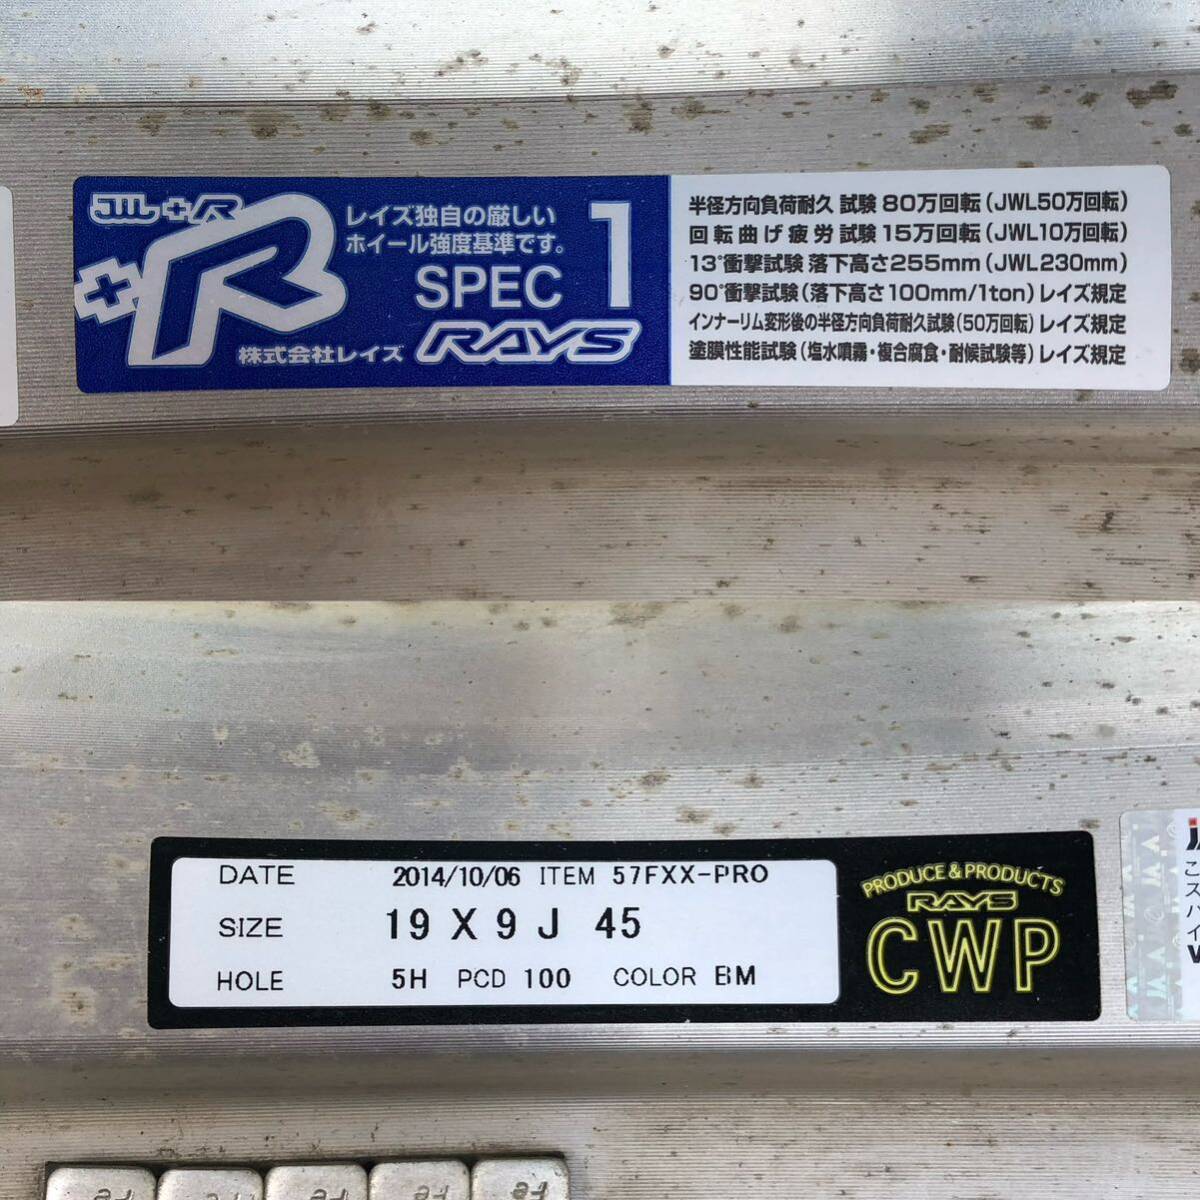 JWL+R
+R
レイズ独自の厳しい
ホイール強度基準です。
SPEC 1
株式会社レイズ RAYS
半径方向負荷耐久 試験 80万回転（JWL50万回転）
回転曲げ疲労試験 15万回転（JWL10万回転）
13°衝撃試験 落下高さ255mm（JWL230mm）
90°衝撃試験（落下高さ100mm/1ton）レイズ規定
インナーリム変形後の半径方向負荷耐久試験（50万回転）レイズ規定
塗膜性能試験（塩水噴霧・複合腐食・耐候試験等）レイズ規定
DATE 2014/10/06 ITEM 57FXX-PRO
SIZE 19 X 9 J 45
HOLE 5H PCD 100 COLOR BM
PRODUCE & PRODUCTS
RAYS
CWP
Fe Fe Fe Fe Fe